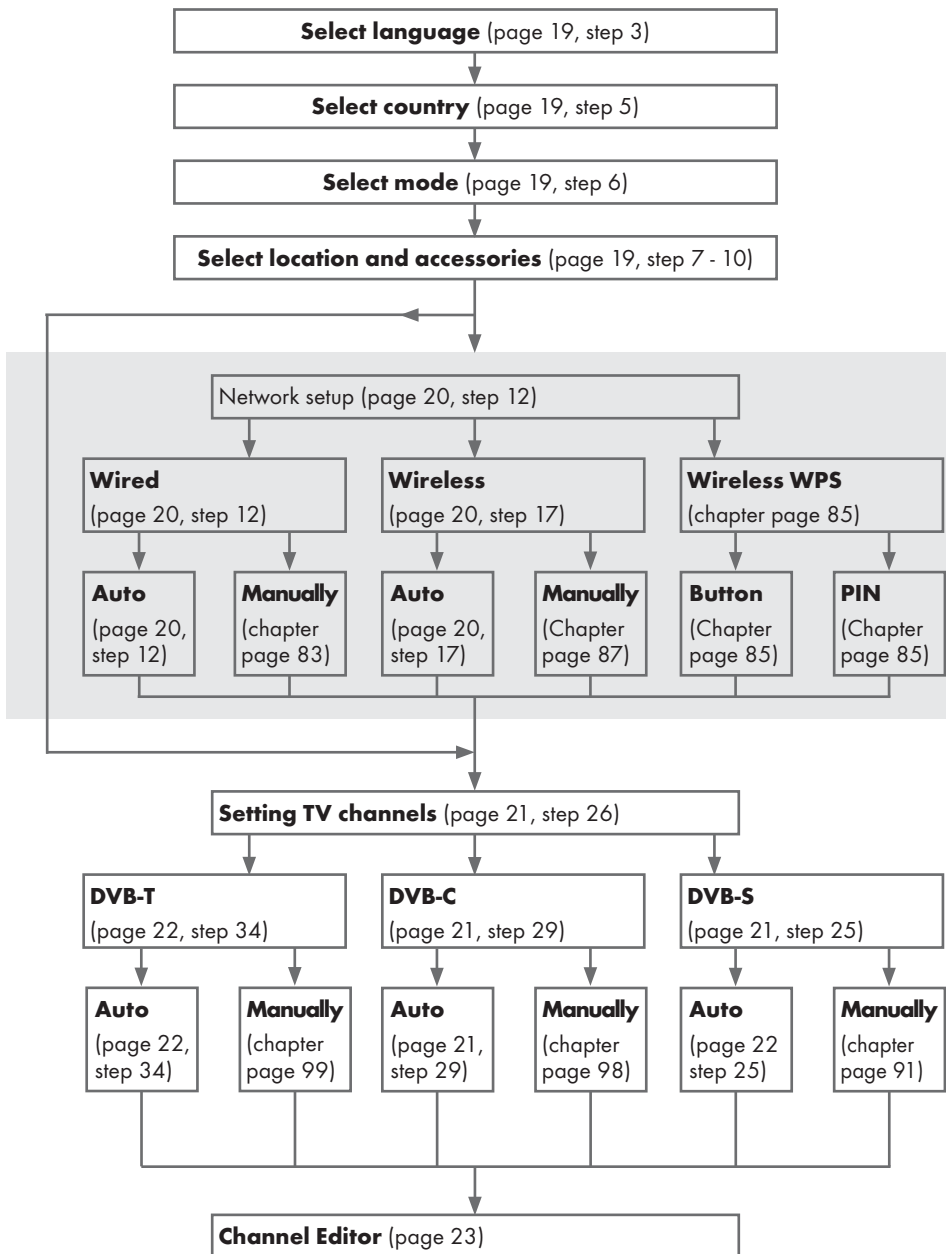 Select language (page 19, step 3)
Select country (page 19, step 5)
Select mode (page 19, step 6)
Select location and accessories (page 19, step 7 - 10)
Network setup (page 20, step 12)
Wired
(page 20, step 12)
Wireless
(page 20, step 17)
Wireless WPS
(chapter page 85)
Auto
(page 20,
step 12)
Manually
(chapter
page 83)
Auto
(page 20,
step 17)
Manually
(Chapter
page 87)
Button
(Chapter
page 85)
PIN
(Chapter
page 85)
Setting TV channels (page 21, step 26)
DVB-T
(page 22, step 34)
DVB-C
(page 21, step 29)
DVB-S
(page 21, step 25)
Auto
(page 22,
step 34)
Manually
(chapter
page 99)
Auto
(page 21,
step 29)
Manually
(chapter
page 98)
Auto
(page 22
step 25)
Manually
(chapter
page 91)
Channel Editor (page 23)